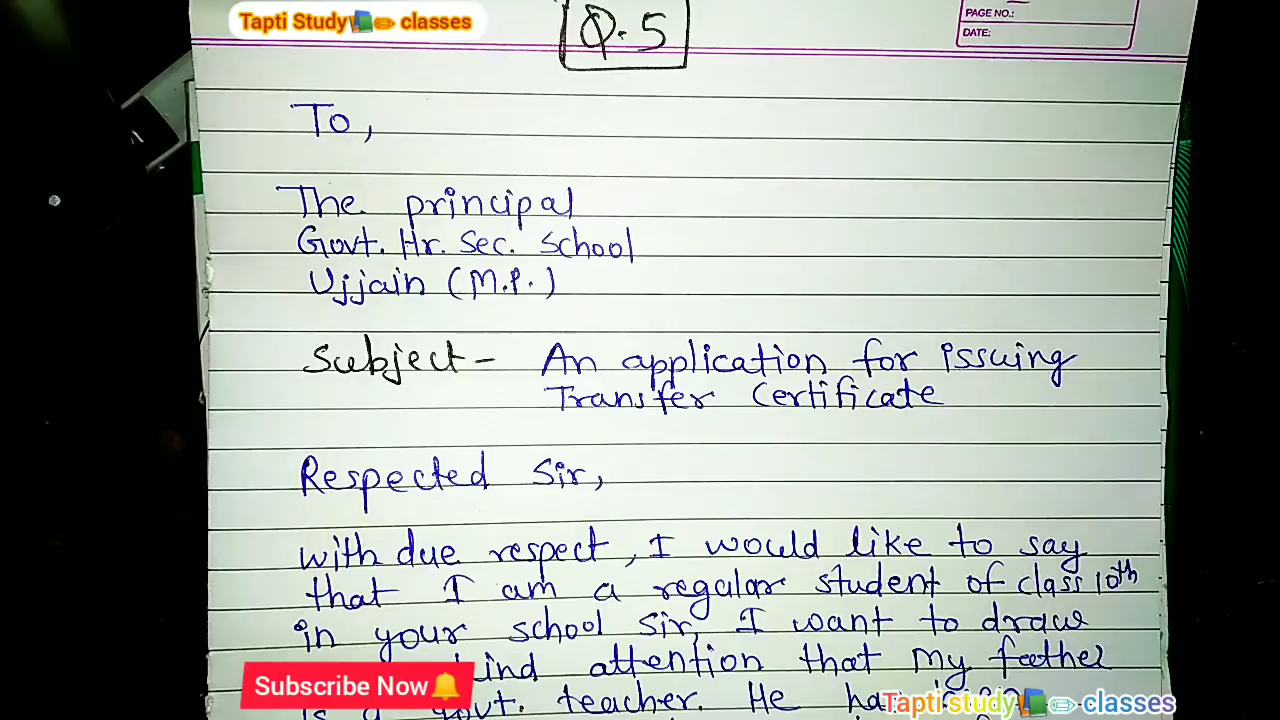 Tapti Study classes
Q.5
PAGE NO.:
DATE:
To,
The principal
Govt. Hr. Sec. School
Ujjain (M.P.)
Subject - An application for issuing
Transfer Certificate
Respected Sir,
with due respect, I would like to say
that I am a regular student of class 10th
in your school sir, I want to draw
attention that my father
is a govt. teacher. He
Subscribe Now
Tapti study classes